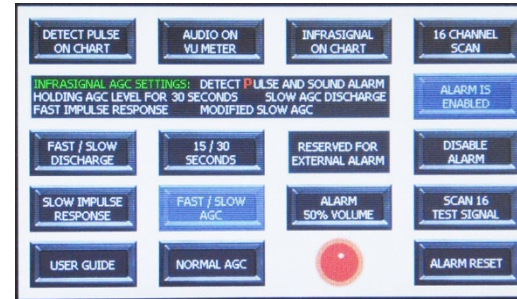 DETECT PULSE
ON CHART
AUDIO ON
VU METER
INFRASIGNAL
ON CHART
16 CHANNEL
SCAN
INFRASIGNAL AGC SETTINGS: DETECT PULSE AND SOUND ALARM
HOLDING AGC LEVEL FOR 30 SECONDS SLOW AGC DISCHARGE
FAST IMPULSE RESPONSE MODIFIED SLOW AGC
ALARM IS
ENABLED
FAST / SLOW
DISCHARGE
15 / 30
SECONDS
RESERVED FOR
EXTERNAL ALARM
DISABLE
ALARM
SLOW IMPULSE
RESPONSE
FAST / SLOW
AGC
ALARM
50% VOLUME
SCAN 16
TEST SIGNAL
USER GUIDE
NORMAL AGC
ALARM RESET